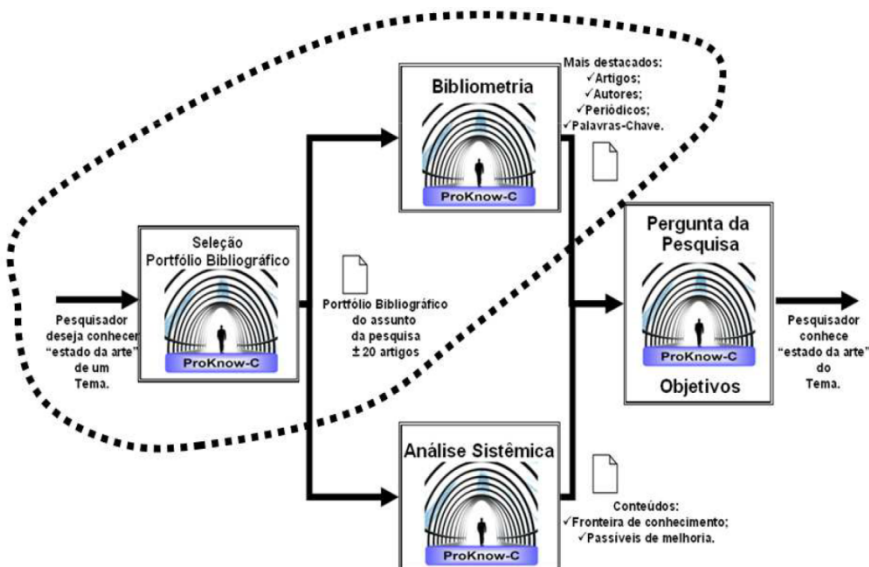 Bibliometria
ProKnow-C
Mais destacados:
✓Artigos;
✓Autores;
✓Periódicos;
✓Palavras-Chave.
Pesquisador
deseja conhecer
“estado da arte”
de um
Tema.
Seleção
Portfólio Bibliográfico
ProKnow-C
Portfólio Bibliográfico
do assunto
da pesquisa
±20 artigos
Análise Sistêmica
ProKnow-C
Conteúdos:
✓Fronteira de conhecimento;
✓Passíveis de melhoria.
Pergunta da
Pesquisa
ProKnow-C
Objetivos
Pesquisador
conhece
“estado da arte”
do
Tema.